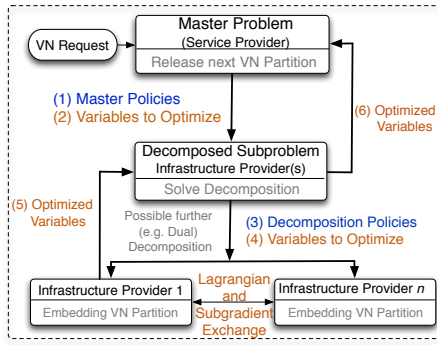 Master Problem
VN Request
(Service Provider)
Release next VN Partition
(1) Master Policies
(2) Variables to Optimize
(6) Optimized
Variables
Decomposed Subproblem
Infrastructure Provider(s)
Solve Decomposition
(5) Optimized
Variables
Possible further
(e.g. Dual)
Decomposition
(3) Decomposition Policies
(4) Variables to Optimize
Infrastructure Provider 1
Embedding VN Partition
Lagrangian
and
Subgradient
Exchange
Infrastructure Provider n
Embedding VN Partition